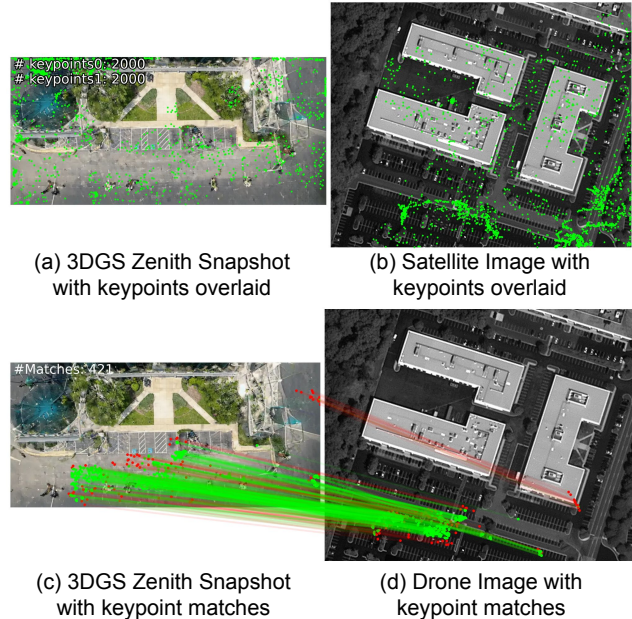 # keypoints0: 2000
# keypoints1: 2000
(a) 3DGS Zenith Snapshot
with keypoints overlaid
(b) Satellite Image with
keypoints overlaid
#Matches: 421
(c) 3DGS Zenith Snapshot
with keypoint matches
(d) Drone Image with
keypoint matches